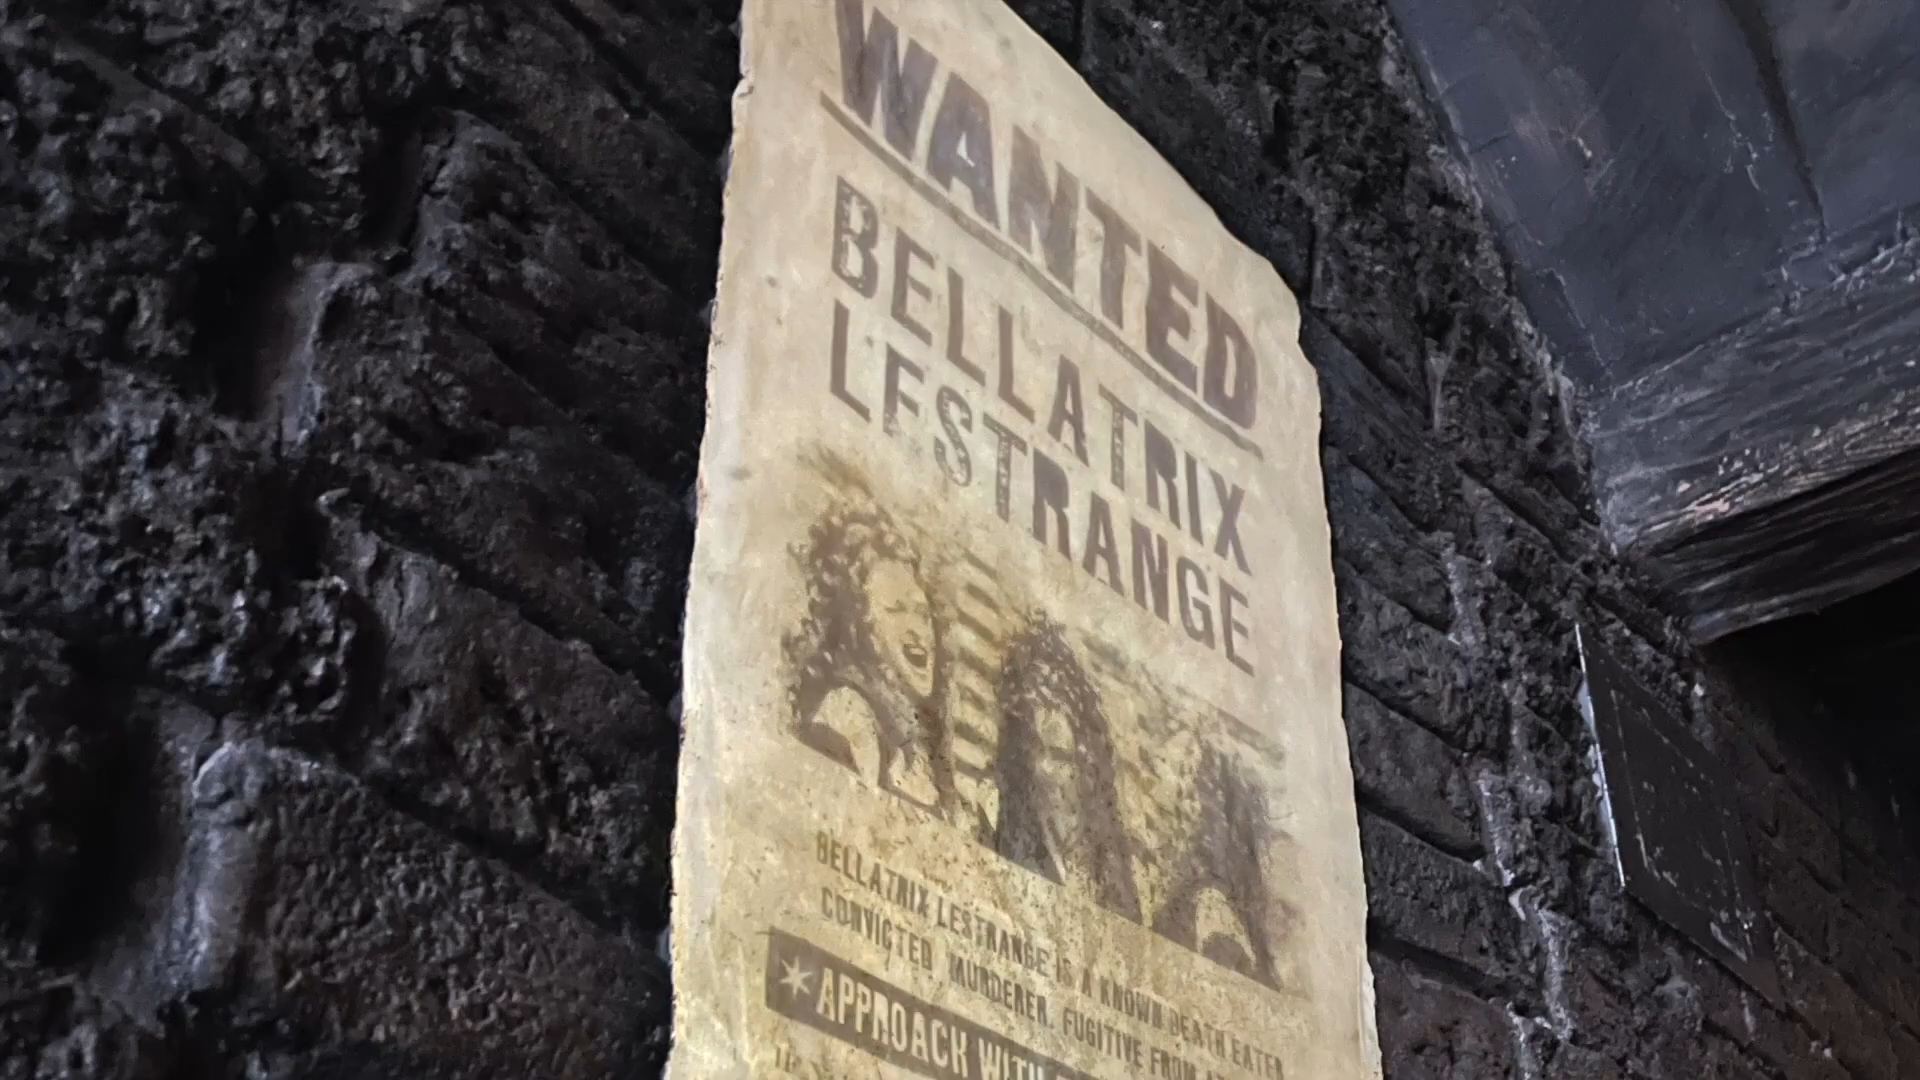 WANTED
BELLATRIX
LESTRANGE
BELLATRIX LESTRANGE IS A KNOWN DEATH EATER
CONVICTED MURDERER. FUGITIVE FROM
APPROACH WITH